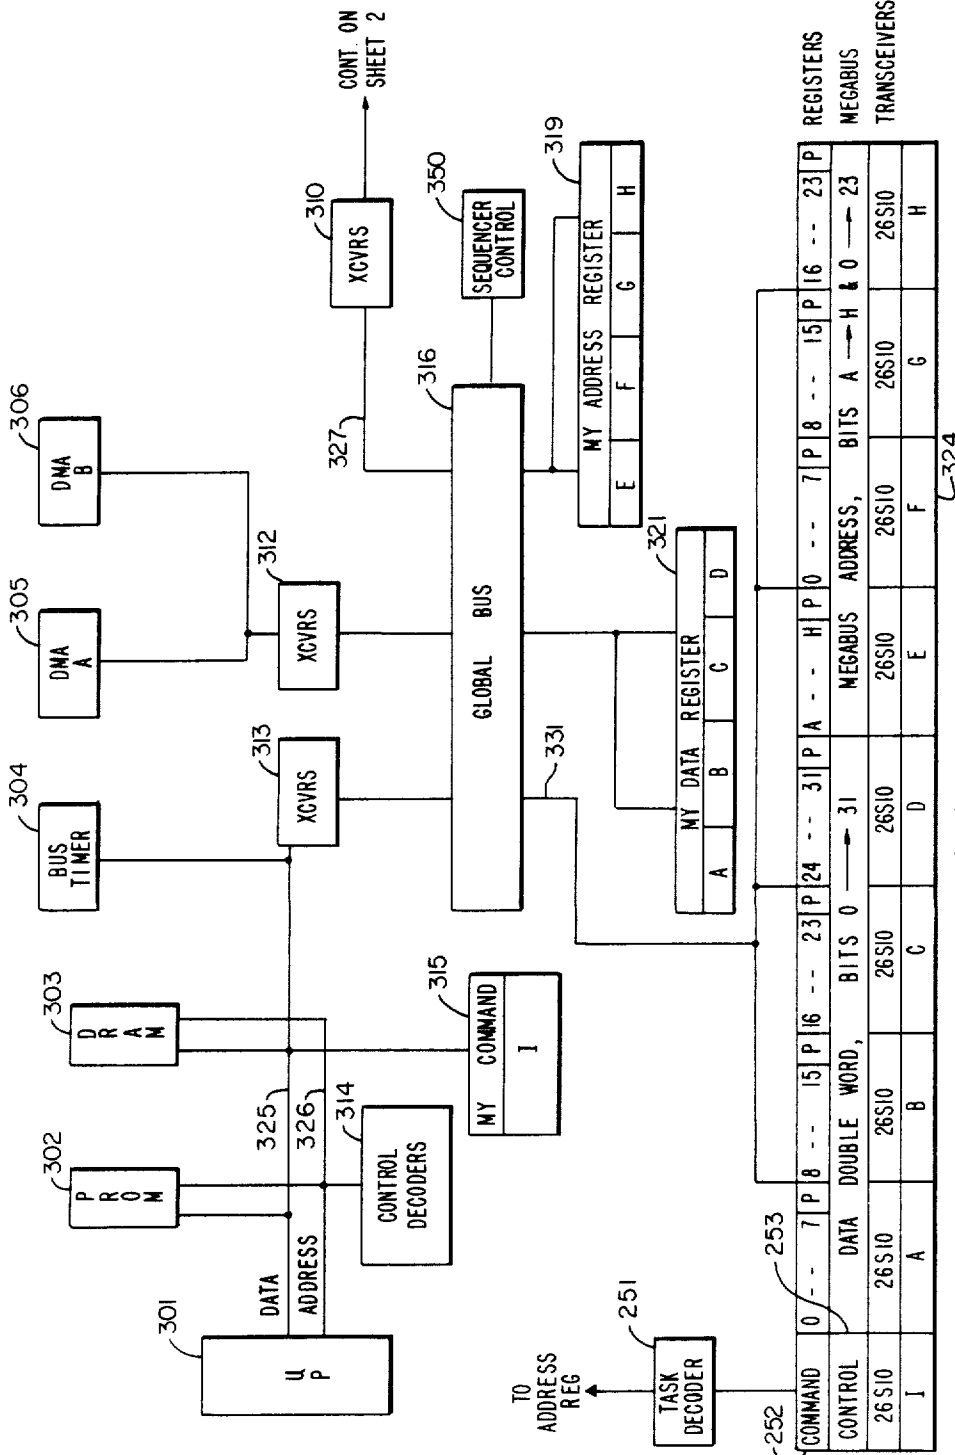 301
µP
DATA
ADDRESS
302
PROM
303
DRAM
325
326
314
CONTROL
DECODERS
315
MY COMMAND
I
304
BUS
TIMER
305
DMA
A
306
DMA
B
313
XCVRS
312
XCVRS
310
XCVRS
CONT. ON
SHEET 2
327
316
GLOBAL BUS
350
SEQUENCER
CONTROL
331
321
MY DATA REGISTER
A B C D
319
MY ADDRESS REGISTER
E F G H
TO
ADDRESS
REG
251
TASK
DECODER
252
253
COMMAND 0 - - 7 P 8 - - 15 P 16 - - 23 P 24 - - 31 P A - - H P 0 - - 7 P 8 - - 15 P 16 - - 23 P REGISTERS
CONTROL DATA DOUBLE WORD, BITS 0 → 31 MEGABUS ADDRESS, BITS A → H & 0 → 23 MEGABUS
26S10 26S10 26S10 26S10 26S10 26S10 26S10 26S10 26S10 TRANSCEIVERS
I A B C D E F G H
324